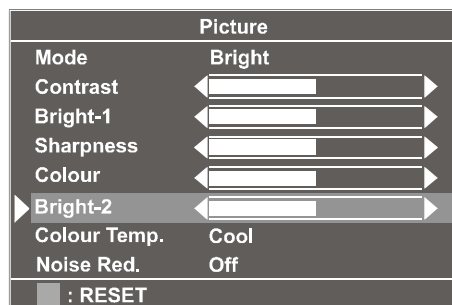 Picture
Mode Bright
Contrast
Bright-1
Sharpness
Colour
Bright-2
Colour Temp. Cool
Noise Red. Off
: RESET